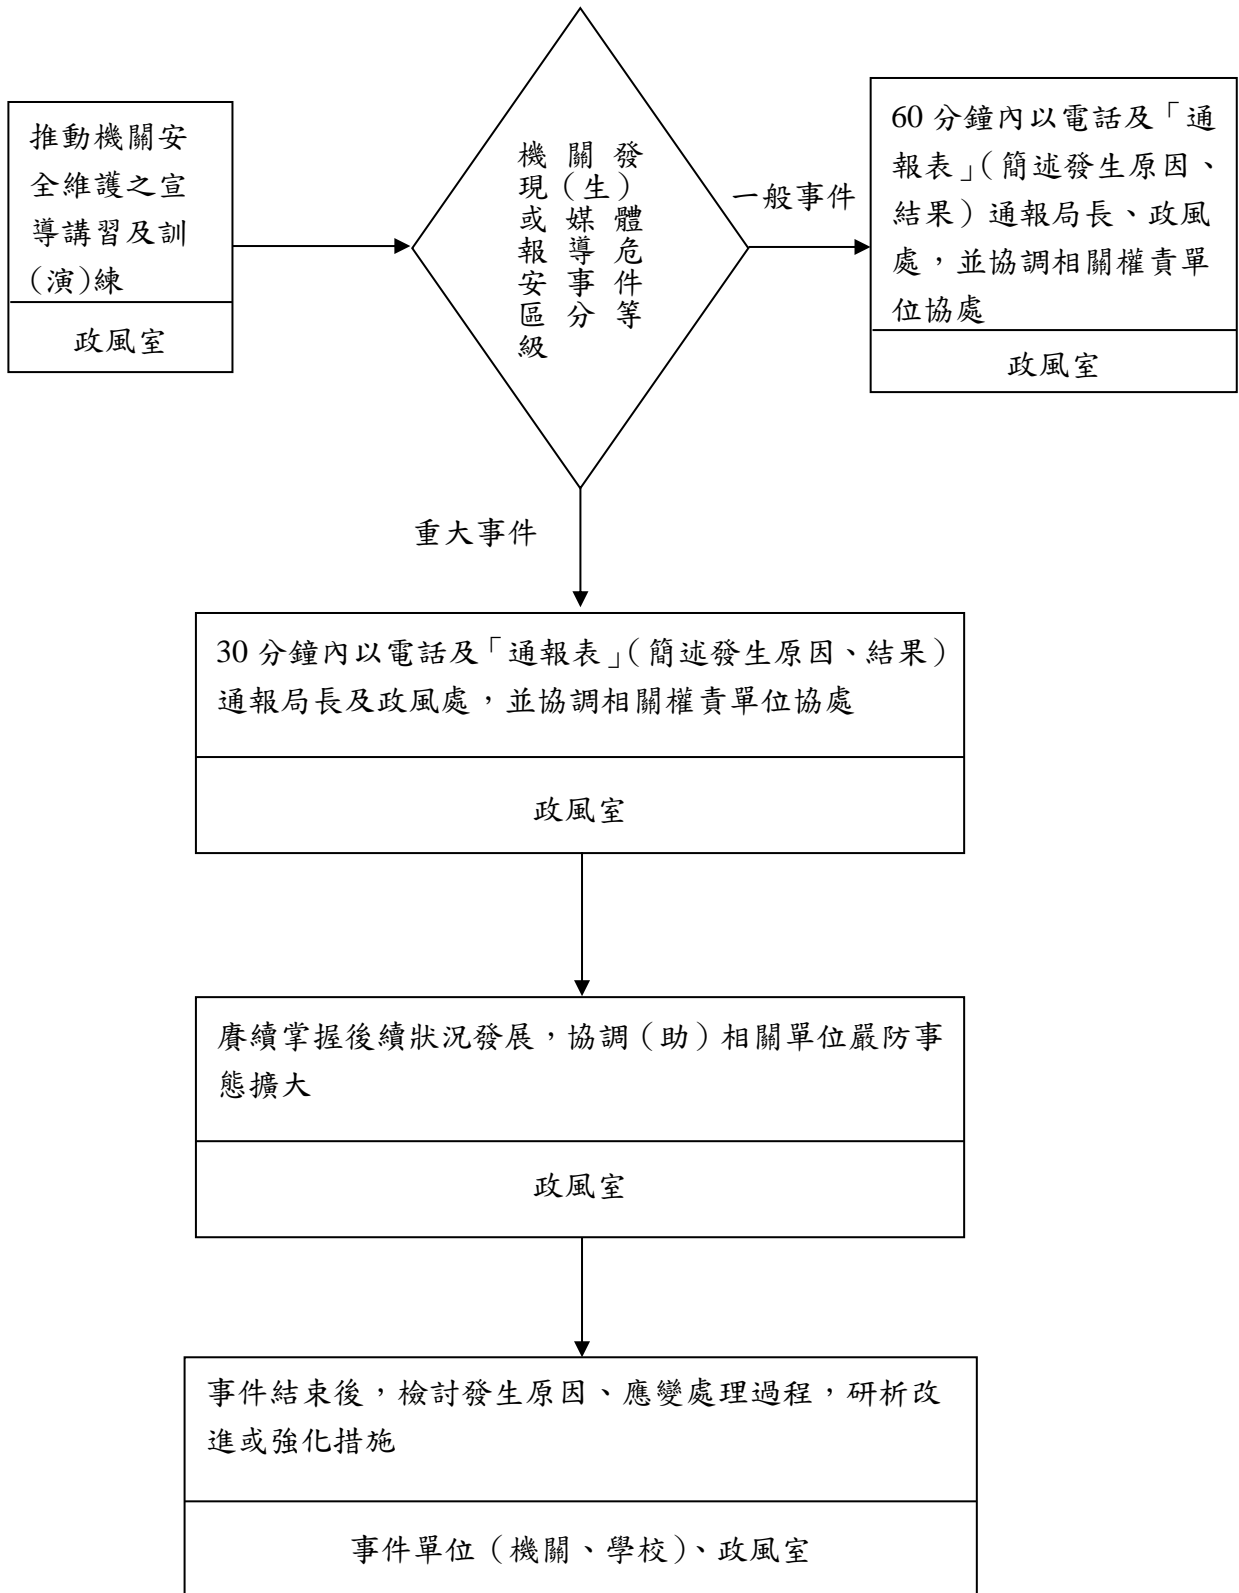 推動機關安
全維護之宣
導講習及訓
(演)練
政風室
機關發
現(生)
或媒體
報導危
安事件
區分等
級
一般事件
60 分鐘內以電話及「通
報表」(簡述發生原因、
結果)通報局長、政風
處,並協調相關權責單
位協處
政風室
重大事件
30 分鐘內以電話及「通報表」(簡述發生原因、結果)
通報局長及政風處,並協調相關權責單位協處
政風室
賡續掌握後續狀況發展,協調(助)相關單位嚴防事
態擴大
政風室
事件結束後,檢討發生原因、應變處理過程,研析改
進或強化措施
事件單位(機關、學校)、政風室